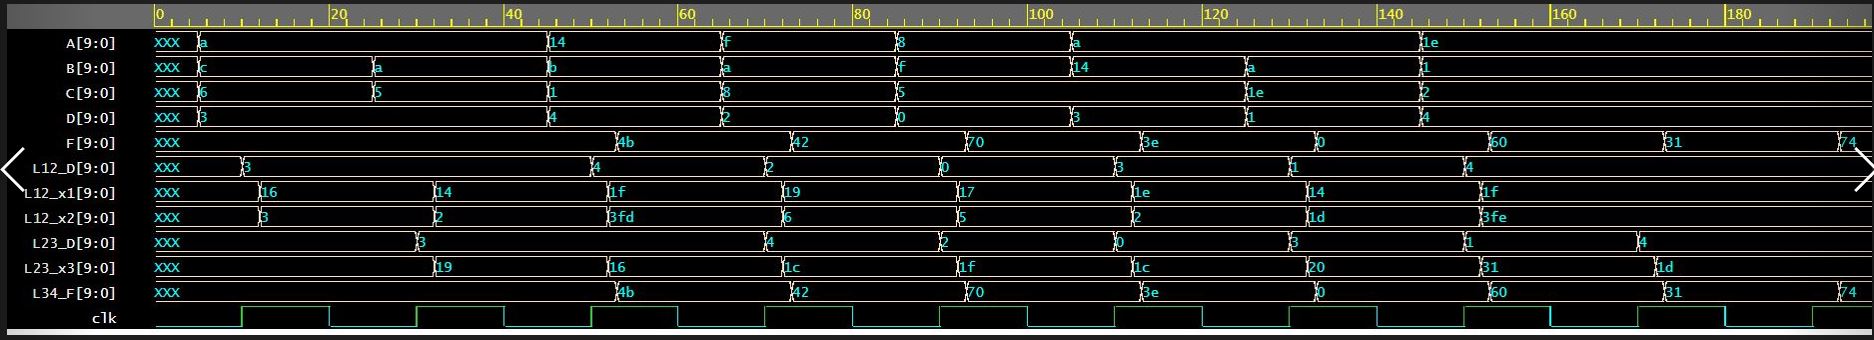 0 20 40 60 80 100 120 140 160 180
A[9:0] XXX a 14 f 8 a 1e
B[9:0] XXX c a b a f 14 a 1
C[9:0] XXX 6 5 1 8 5 1e 2
D[9:0] XXX 3 4 2 0 3 1 4
F[9:0] XXX 4b 42 70 3e 0 60 31 74
L12_D[9:0] XXX 3 4 2 0 3 1 4
L12_x1[9:0] XXX 16 14 1f 19 17 1e 14 1f
L12_x2[9:0] XXX 3 2 3fd 6 5 2 1d 3fe
L23_D[9:0] XXX 3 4 2 0 3 1 4
L23_x3[9:0] XXX 19 16 1c 1f 1c 20 31 1d
L34_F[9:0] XXX 4b 42 70 3e 0 60 31 74
clk